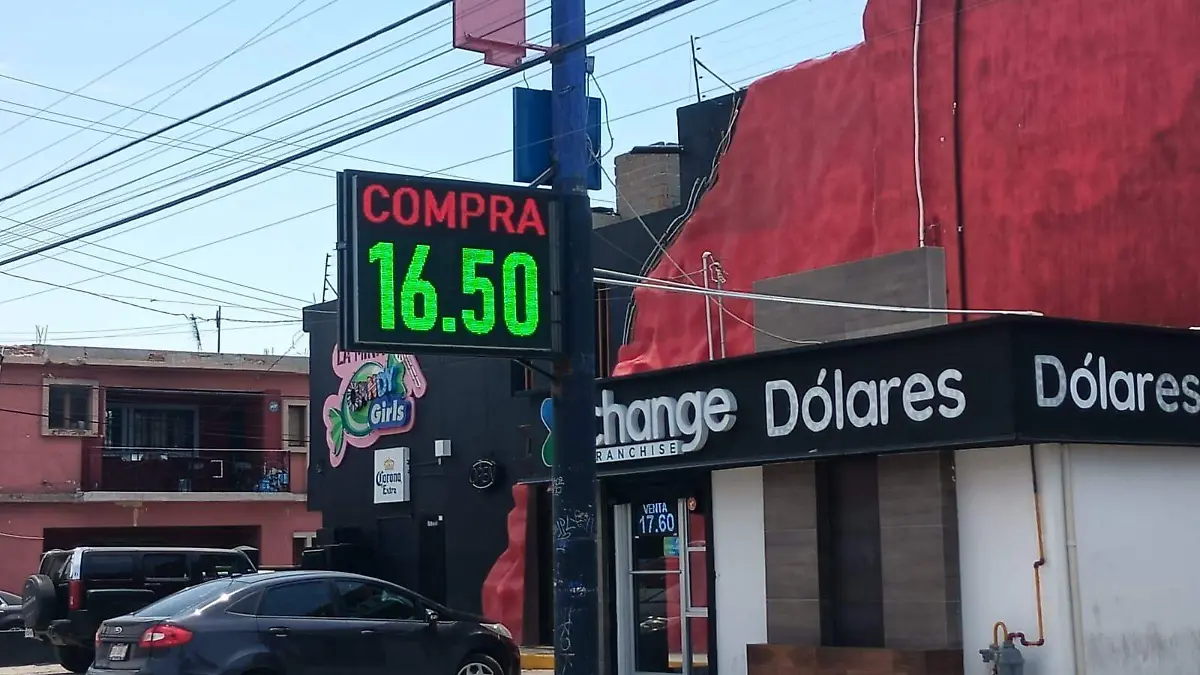 COMPRA
16.50
Girls
Corona
Extra
change
RANCHISE
Dólares
Dólares
VENTA
17.60